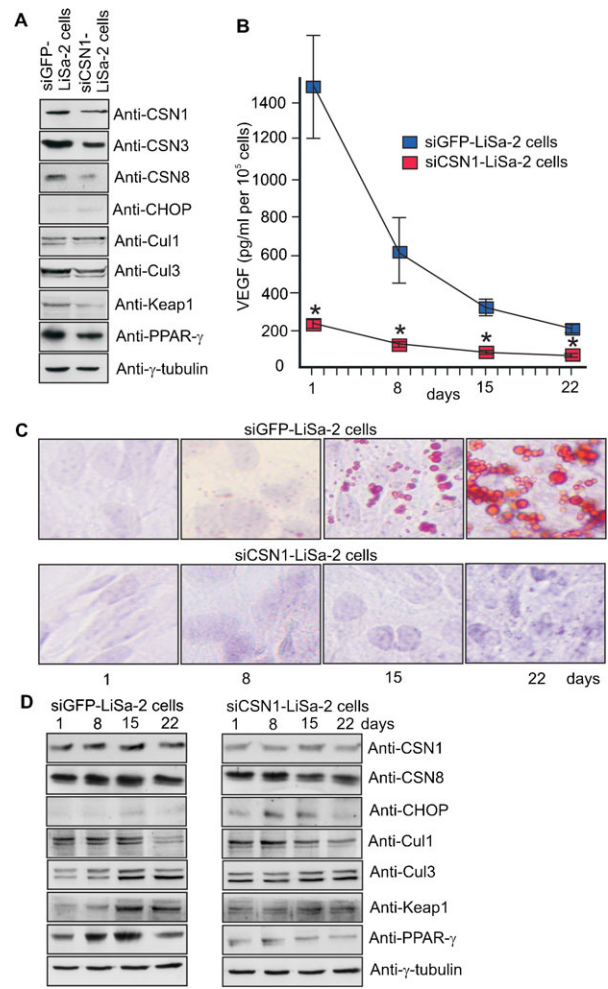 A
siGFP-
LiSa-2 cells
siCSN1-
LiSa-2 cells
Anti-CSN1
Anti-CSN3
Anti-CSN8
Anti-CHOP
Anti-Cul1
Anti-Cul3
Anti-Keap1
Anti-PPAR-γ
Anti-γ-tubulin
B
VEGF (pg/ml per 10⁵ cells)
1400
1200
1000
800
600
400
200
0
siGFP-LiSa-2 cells
siCSN1-LiSa-2 cells
* * * *
1 8 15 22
days
C
siGFP-LiSa-2 cells
siCSN1-LiSa-2 cells
1 8 15 22 days
D
siGFP-LiSa-2 cells siCSN1-LiSa-2 cells
1 8 15 22 1 8 15 22 days
Anti-CSN1
Anti-CSN8
Anti-CHOP
Anti-Cul1
Anti-Cul3
Anti-Keap1
Anti-PPAR-γ
Anti-γ-tubulin